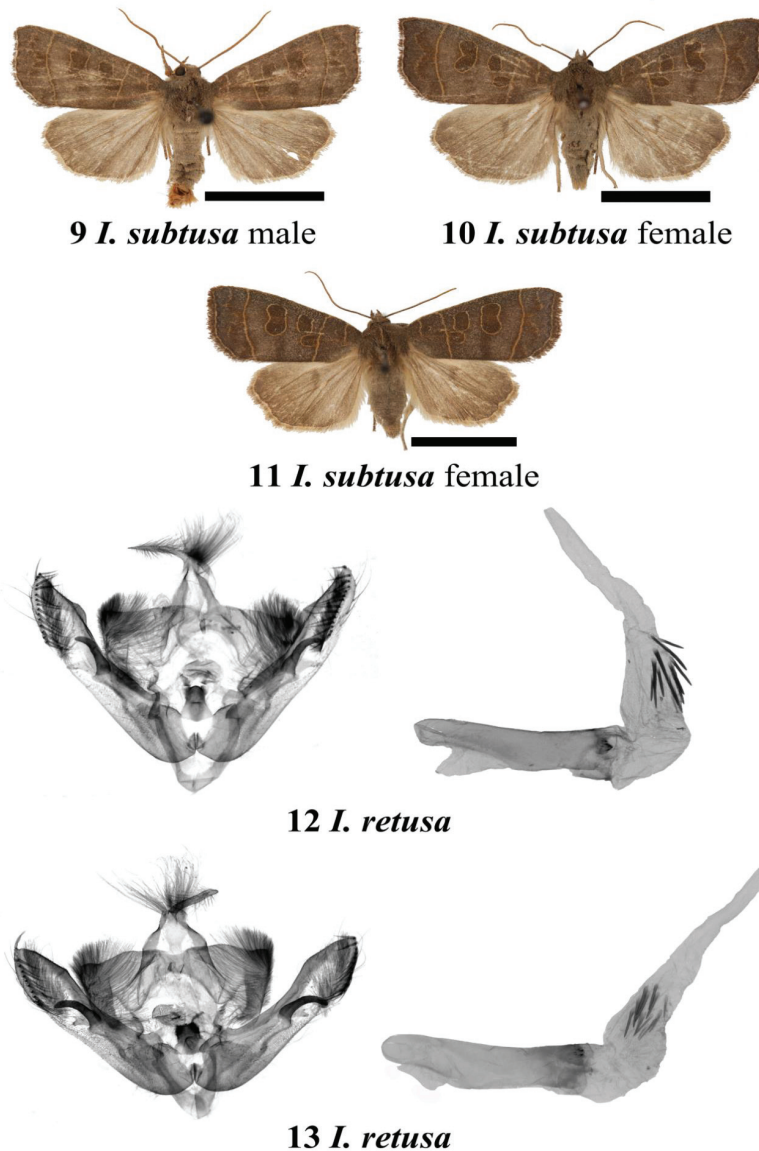 9 I. subtusa male
10 I. subtusa female
11 I. subtusa female
12 I. retusa
13 I. retusa